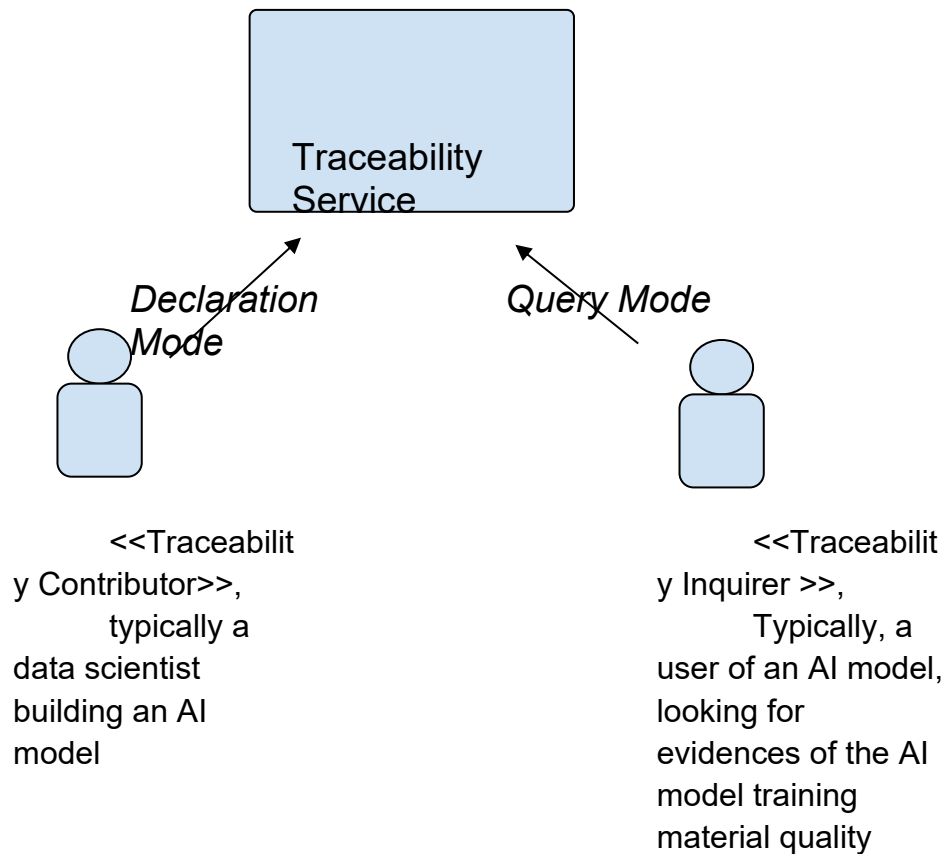 Traceability
Service
Declaration
Mode
Query Mode
<<Traceabilit
y Contributor>>,
typically a
data scientist
building an AI
model
<<Traceabilit
y Inquirer >>,
Typically, a
user of an AI model,
looking for
evidences of the AI
model training
material quality